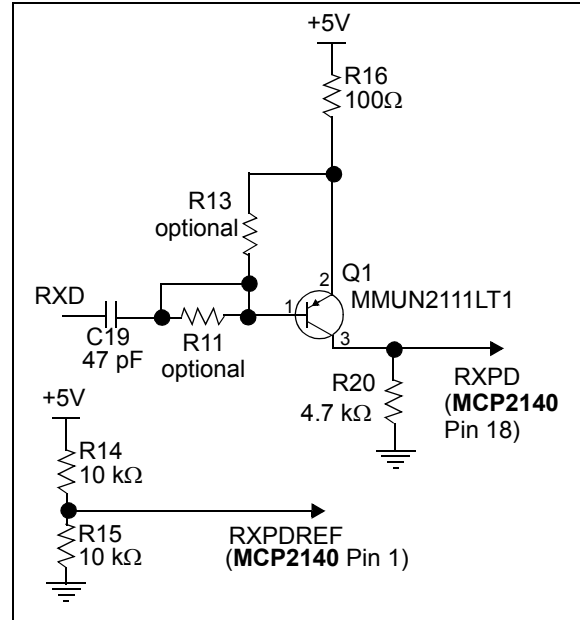 +5V
R16
100Ω
R13
optional
2
Q1
MMUN2111LT1
RXD
1
C19
47 pF
R11
optional
3
R20
4.7 kΩ
RXPD
(MCP2140
Pin 18)
+5V
R14
10 kΩ
R15
10 kΩ
RXPDREF
(MCP2140 Pin 1)